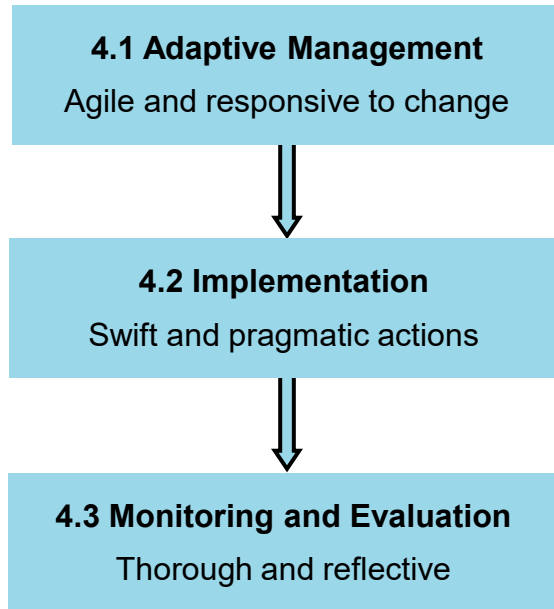 4.1 Adaptive Management
Agile and responsive to change
4.2 Implementation
Swift and pragmatic actions
4.3 Monitoring and Evaluation
Thorough and reflective